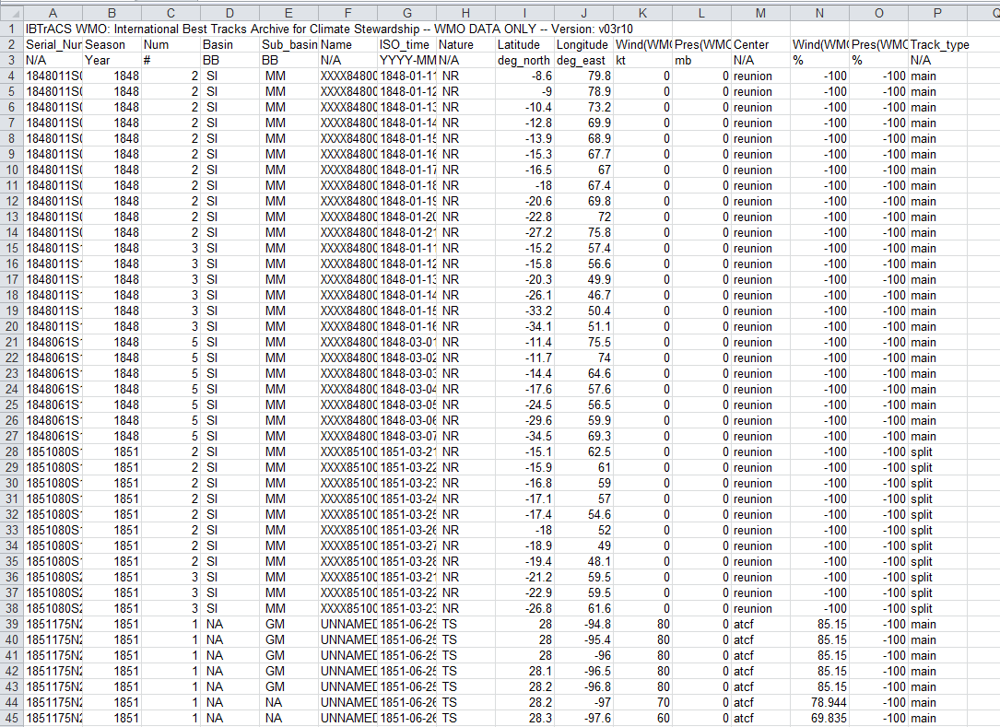 A B C D E F G H I J K L M N O P Q
1 IBTrACS WMO: International Best Tracks Archive for Climate Stewardship -- WMO DATA ONLY -- Version: v03r10
2 Serial_Nur Season Num Basin Sub_basin Name ISO_time Nature Latitude Longitude Wind(WMO Pres(WMO Center Wind(WMO Pres(WMO Track_type
3 N/A Year # BB BB N/A YYYY-MM N/A deg_north deg_east kt mb N/A % % N/A
4 1848011S0 1848 2 SI MM XXXX84800 1848-01-11 NR -8.6 79.8 0 0 reunion -100 -100 main
5 1848011S0 1848 2 SI MM XXXX84800 1848-01-12 NR -9 78.9 0 0 reunion -100 -100 main
6 1848011S0 1848 2 SI MM XXXX84800 1848-01-13 NR -10.4 73.2 0 0 reunion -100 -100 main
7 1848011S0 1848 2 SI MM XXXX84800 1848-01-14 NR -12.8 69.9 0 0 reunion -100 -100 main
8 1848011S0 1848 2 SI MM XXXX84800 1848-01-15 NR -13.9 68.9 0 0 reunion -100 -100 main
9 1848011S0 1848 2 SI MM XXXX84800 1848-01-16 NR -15.3 67.7 0 0 reunion -100 -100 main
10 1848011S0 1848 2 SI MM XXXX84800 1848-01-17 NR -16.5 67 0 0 reunion -100 -100 main
11 1848011S0 1848 2 SI MM XXXX84800 1848-01-18 NR -18 67.4 0 0 reunion -100 -100 main
12 1848011S0 1848 2 SI MM XXXX84800 1848-01-19 NR -20.6 69.8 0 0 reunion -100 -100 main
13 1848011S0 1848 2 SI MM XXXX84800 1848-01-20 NR -22.8 72 0 0 reunion -100 -100 main
14 1848011S0 1848 2 SI MM XXXX84800 1848-01-21 NR -27.2 75.8 0 0 reunion -100 -100 main
15 1848011S1 1848 3 SI MM XXXX84800 1848-01-11 NR -15.2 57.4 0 0 reunion -100 -100 main
16 1848011S1 1848 3 SI MM XXXX84800 1848-01-12 NR -15.8 56.6 0 0 reunion -100 -100 main
17 1848011S1 1848 3 SI MM XXXX84800 1848-01-13 NR -20.3 49.9 0 0 reunion -100 -100 main
18 1848011S1 1848 3 SI MM XXXX84800 1848-01-14 NR -26.1 46.7 0 0 reunion -100 -100 main
19 1848011S1 1848 3 SI MM XXXX84800 1848-01-15 NR -33.2 50.4 0 0 reunion -100 -100 main
20 1848011S1 1848 3 SI MM XXXX84800 1848-01-16 NR -34.1 51.1 0 0 reunion -100 -100 main
21 1848061S1 1848 5 SI MM XXXX84800 1848-03-01 NR -11.4 75.5 0 0 reunion -100 -100 main
22 1848061S1 1848 5 SI MM XXXX84800 1848-03-02 NR -11.7 74 0 0 reunion -100 -100 main
23 1848061S1 1848 5 SI MM XXXX84800 1848-03-03 NR -14.4 64.6 0 0 reunion -100 -100 main
24 1848061S1 1848 5 SI MM XXXX84800 1848-03-04 NR -17.6 57.6 0 0 reunion -100 -100 main
25 1848061S1 1848 5 SI MM XXXX84800 1848-03-05 NR -24.5 56.5 0 0 reunion -100 -100 main
26 1848061S1 1848 5 SI MM XXXX84800 1848-03-06 NR -29.6 59.9 0 0 reunion -100 -100 main
27 1848061S1 1848 5 SI MM XXXX84800 1848-03-07 NR -34.5 69.3 0 0 reunion -100 -100 main
28 1851080S1 1851 2 SI MM XXXX85100 1851-03-21 NR -15.1 62.5 0 0 reunion -100 -100 split
29 1851080S1 1851 2 SI MM XXXX85100 1851-03-22 NR -15.9 61 0 0 reunion -100 -100 split
30 1851080S1 1851 2 SI MM XXXX85100 1851-03-23 NR -16.8 59 0 0 reunion -100 -100 split
31 1851080S1 1851 2 SI MM XXXX85100 1851-03-24 NR -17.1 57 0 0 reunion -100 -100 split
32 1851080S1 1851 2 SI MM XXXX85100 1851-03-25 NR -17.4 54.6 0 0 reunion -100 -100 split
33 1851080S1 1851 2 SI MM XXXX85100 1851-03-26 NR -18 52 0 0 reunion -100 -100 split
34 1851080S1 1851 2 SI MM XXXX85100 1851-03-27 NR -18.9 49 0 0 reunion -100 -100 split
35 1851080S1 1851 2 SI MM XXXX85100 1851-03-28 NR -19.4 48.1 0 0 reunion -100 -100 split
36 1851080S2 1851 3 SI MM XXXX85100 1851-03-21 NR -21.2 59.5 0 0 reunion -100 -100 split
37 1851080S2 1851 3 SI MM XXXX85100 1851-03-22 NR -22.9 59.5 0 0 reunion -100 -100 split
38 1851080S2 1851 3 SI MM XXXX85100 1851-03-23 NR -26.8 61.6 0 0 reunion -100 -100 split
39 1851175N2 1851 1 NA GM UNNAMED 1851-06-25 TS 28 -94.8 80 0 atcf 85.15 -100 main
40 1851175N2 1851 1 NA GM UNNAMED 1851-06-25 TS 28 -95.4 80 0 atcf 85.15 -100 main
41 1851175N2 1851 1 NA GM UNNAMED 1851-06-25 TS 28 -96 80 0 atcf 85.15 -100 main
42 1851175N2 1851 1 NA GM UNNAMED 1851-06-25 TS 28.1 -96.5 80 0 atcf 85.15 -100 main
43 1851175N2 1851 1 NA GM UNNAMED 1851-06-25 TS 28.2 -96.8 80 0 atcf 85.15 -100 main
44 1851175N2 1851 1 NA NA UNNAMED 1851-06-26 TS 28.2 -97 70 0 atcf 78.944 -100 main
45 1851175N2 1851 1 NA NA UNNAMED 1851-06-26 TS 28.3 -97.6 60 0 atcf 69.835 -100 main